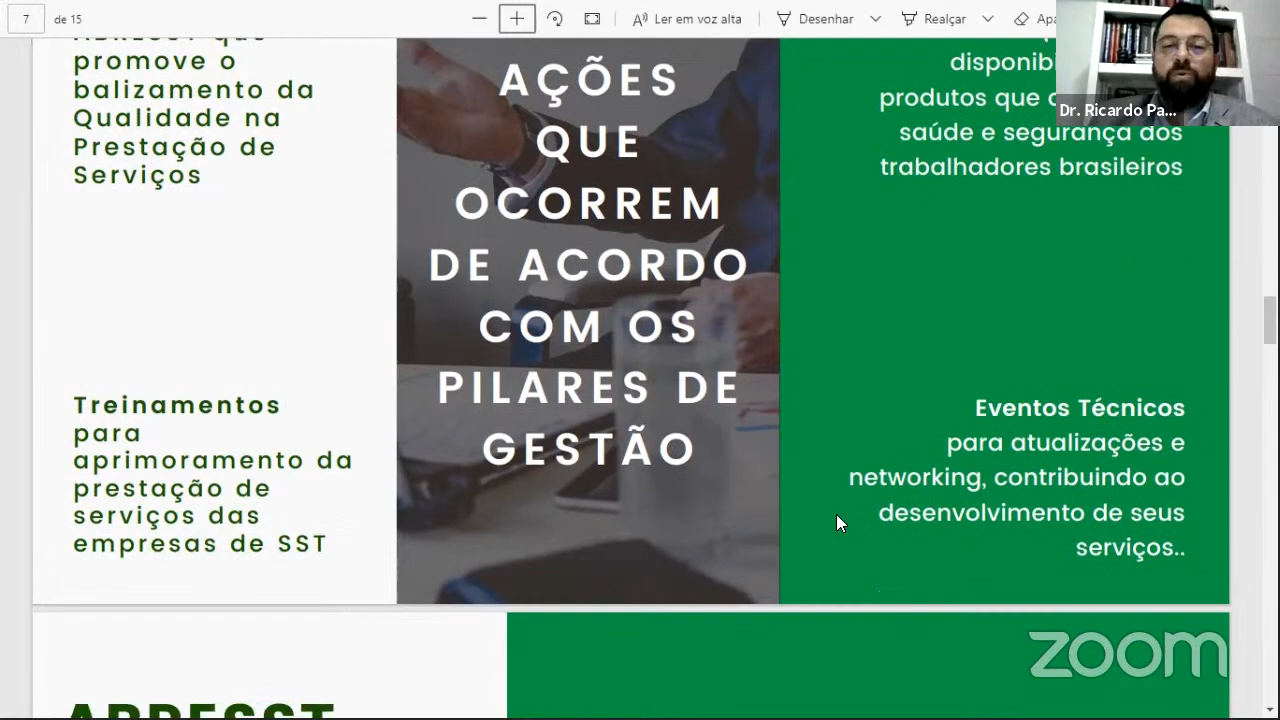 7 de 15
Ler em voz alta
Desenhar
Realçar
Dr. Ricardo Pa...
promove o
balizamento da
Qualidade na
Prestação de
Serviços
Treinamentos
para
aprimoramento da
prestação de
serviços das
empresas de SST
AÇÕES
QUE
OCORREM
DE ACORDO
COM OS
PILARES DE
GESTÃO
produtos que
saúde e segurança dos
trabalhadores brasileiros
Eventos Técnicos
para atualizações e
networking, contribuindo ao
desenvolvimento de seus
serviços..
zoom
ABRESST